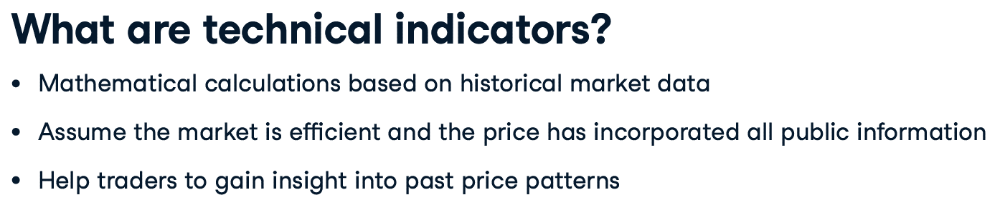 What are technical indicators?
• Mathematical calculations based on historical market data
• Assume the market is efficient and the price has incorporated all public information
• Help traders to gain insight into past price patterns